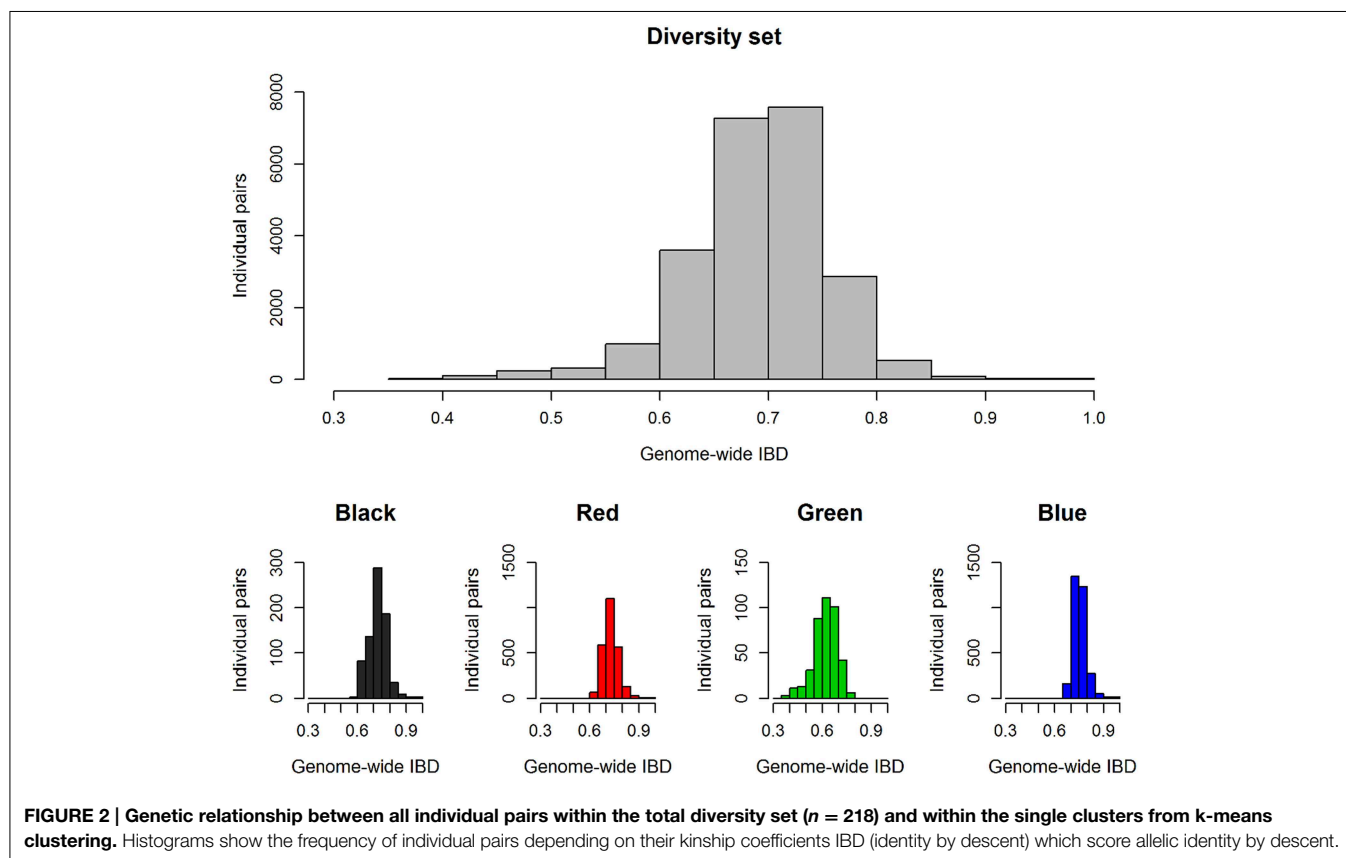 Diversity set
8000
6000
4000
2000
0
Individual pairs
0.3 0.4 0.5 0.6 0.7 0.8 0.9 1.0
Genome-wide IBD
Black
300
200
100
0
Individual pairs
0.3 0.6 0.9
Genome-wide IBD
Red
1500
500
0
Individual pairs
0.3 0.6 0.9
Genome-wide IBD
Green
150
100
50
0
Individual pairs
0.3 0.6 0.9
Genome-wide IBD
Blue
1500
500
0
Individual pairs
0.3 0.6 0.9
Genome-wide IBD
FIGURE 2 | Genetic relationship between all individual pairs within the total diversity set (n = 218) and within the single clusters from k-means
clustering. Histograms show the frequency of individual pairs depending on their kinship coefficients IBD (identity by descent) which score allelic identity by descent.